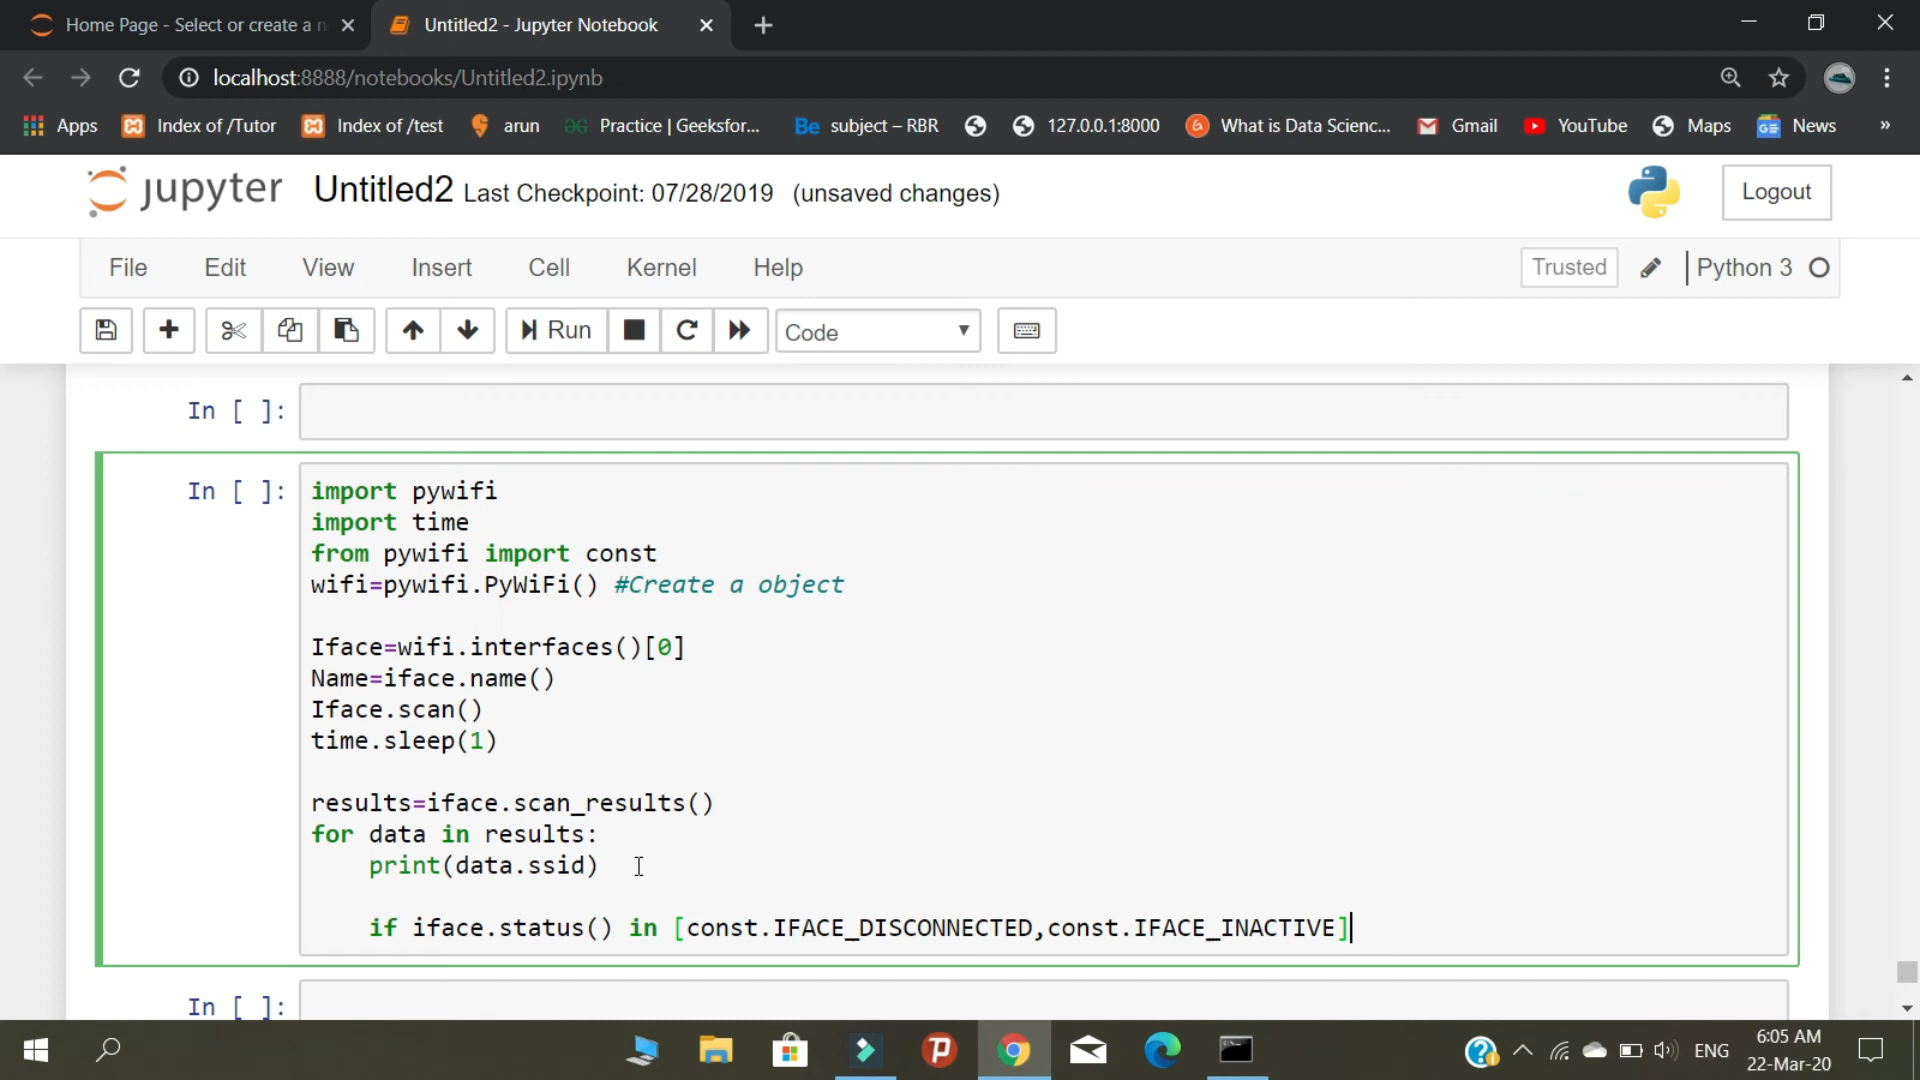 Home Page - Select or create a n
Untitled2 - Jupyter Notebook
localhost:8888/notebooks/Untitled2.ipynb
Apps Index of /Tutor Index of /test arun Practice | Geeksfor... Be subject – RBR 127.0.0.1:8000 What is Data Scienc... Gmail YouTube Maps News »
jupyter Untitled2 Last Checkpoint: 07/28/2019 (unsaved changes) Logout
File Edit View Insert Cell Kernel Help Trusted Python 3
Run Code
In [ ]:
In [ ]: import pywifi
import time
from pywifi import const
wifi=pywifi.PyWiFi() #Create a object
Iface=wifi.interfaces()[0]
Name=iface.name()
Iface.scan()
time.sleep(1)
results=iface.scan_results()
for data in results:
print(data.ssid)
if iface.status() in [const.IFACE_DISCONNECTED,const.IFACE_INACTIVE]
In [ ]:
ENG
6:05 AM
22-Mar-20